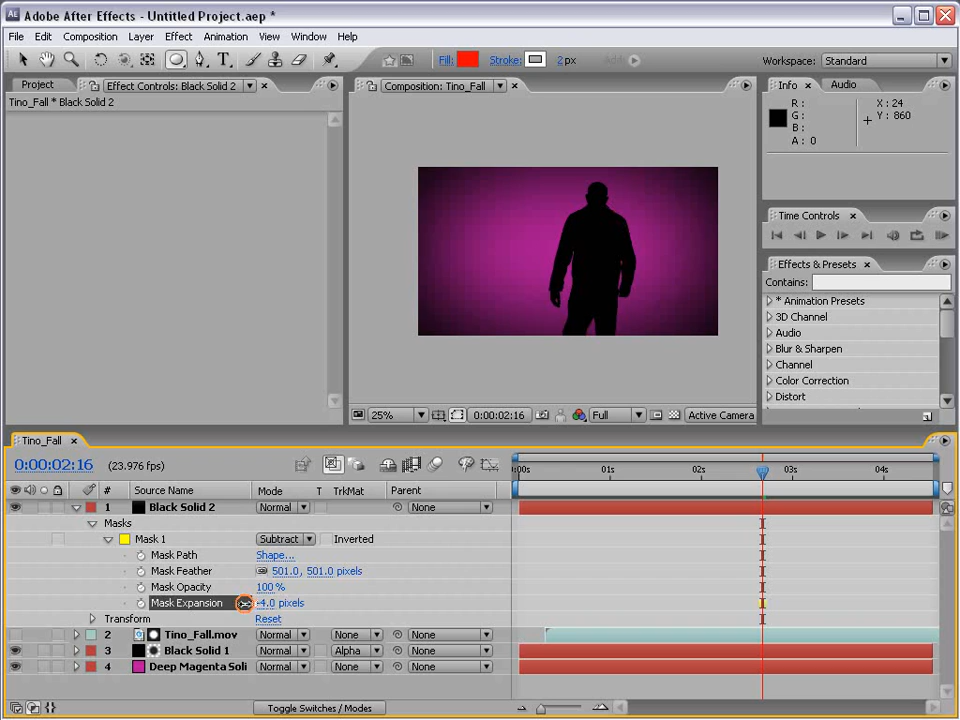 Adobe After Effects - Untitled Project.aep *
File Edit Composition Layer Effect Animation View Window Help
Fill: Stroke: 2 px Add: Workspace: Standard
Project Effect Controls: Black Solid 2
Tino_Fall * Black Solid 2
Composition: Tino_Fall
Info Audio
R: X: 24
G: Y: 860
B:
A: 0
Time Controls
Effects & Presets
Contains:
* Animation Presets
3D Channel
Audio
Blur & Sharpen
Channel
Color Correction
Distort
25% 0:00:02:16 Full Active Camera
Tino_Fall
0:00:02:16 (23.976 fps)
:00s 01s 02s 03s 04s
# Source Name Mode T TrkMat Parent
1 Black Solid 2 Normal None
Masks
Mask 1 Subtract Inverted
Mask Path Shape...
Mask Feather 501.0, 501.0 pixels
Mask Opacity 100 %
Mask Expansion -4.0 pixels
Transform Reset
2 Tino_Fall.mov Normal None None
3 Black Solid 1 Normal Alpha None
4 Deep Magenta Soli Normal None None
Toggle Switches / Modes